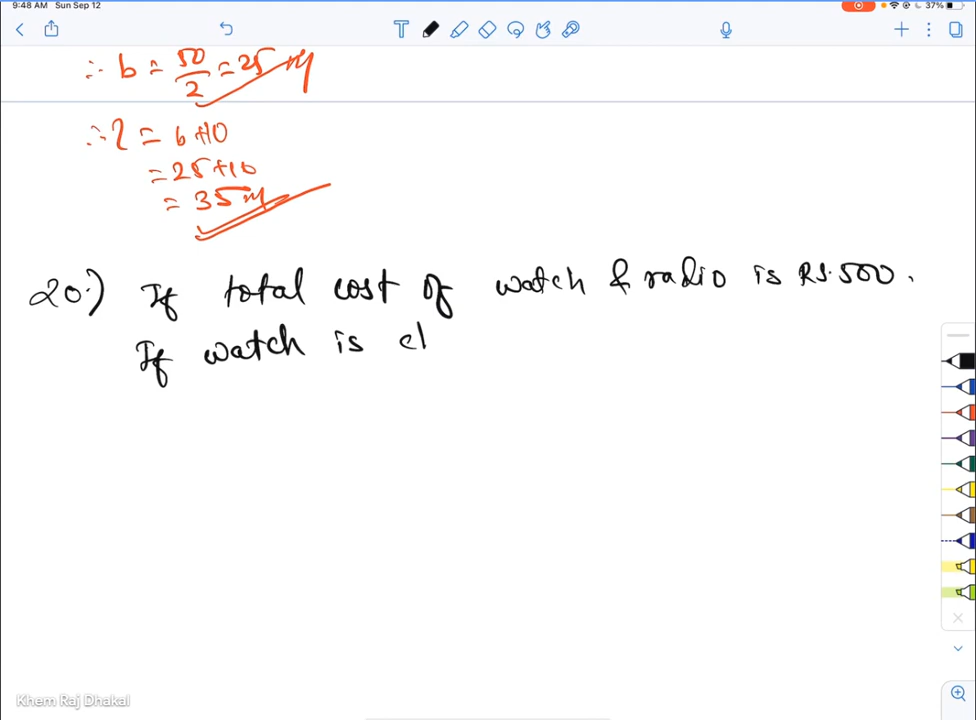 9:48 AM Sun Sep 12
37%
∴ b = 50/2 = 25 m
∴ l = b+10
= 25+10
= 35 m
20.) If total cost of watch & radio is RS. 500.
If watch is
Khem Raj Dhakal